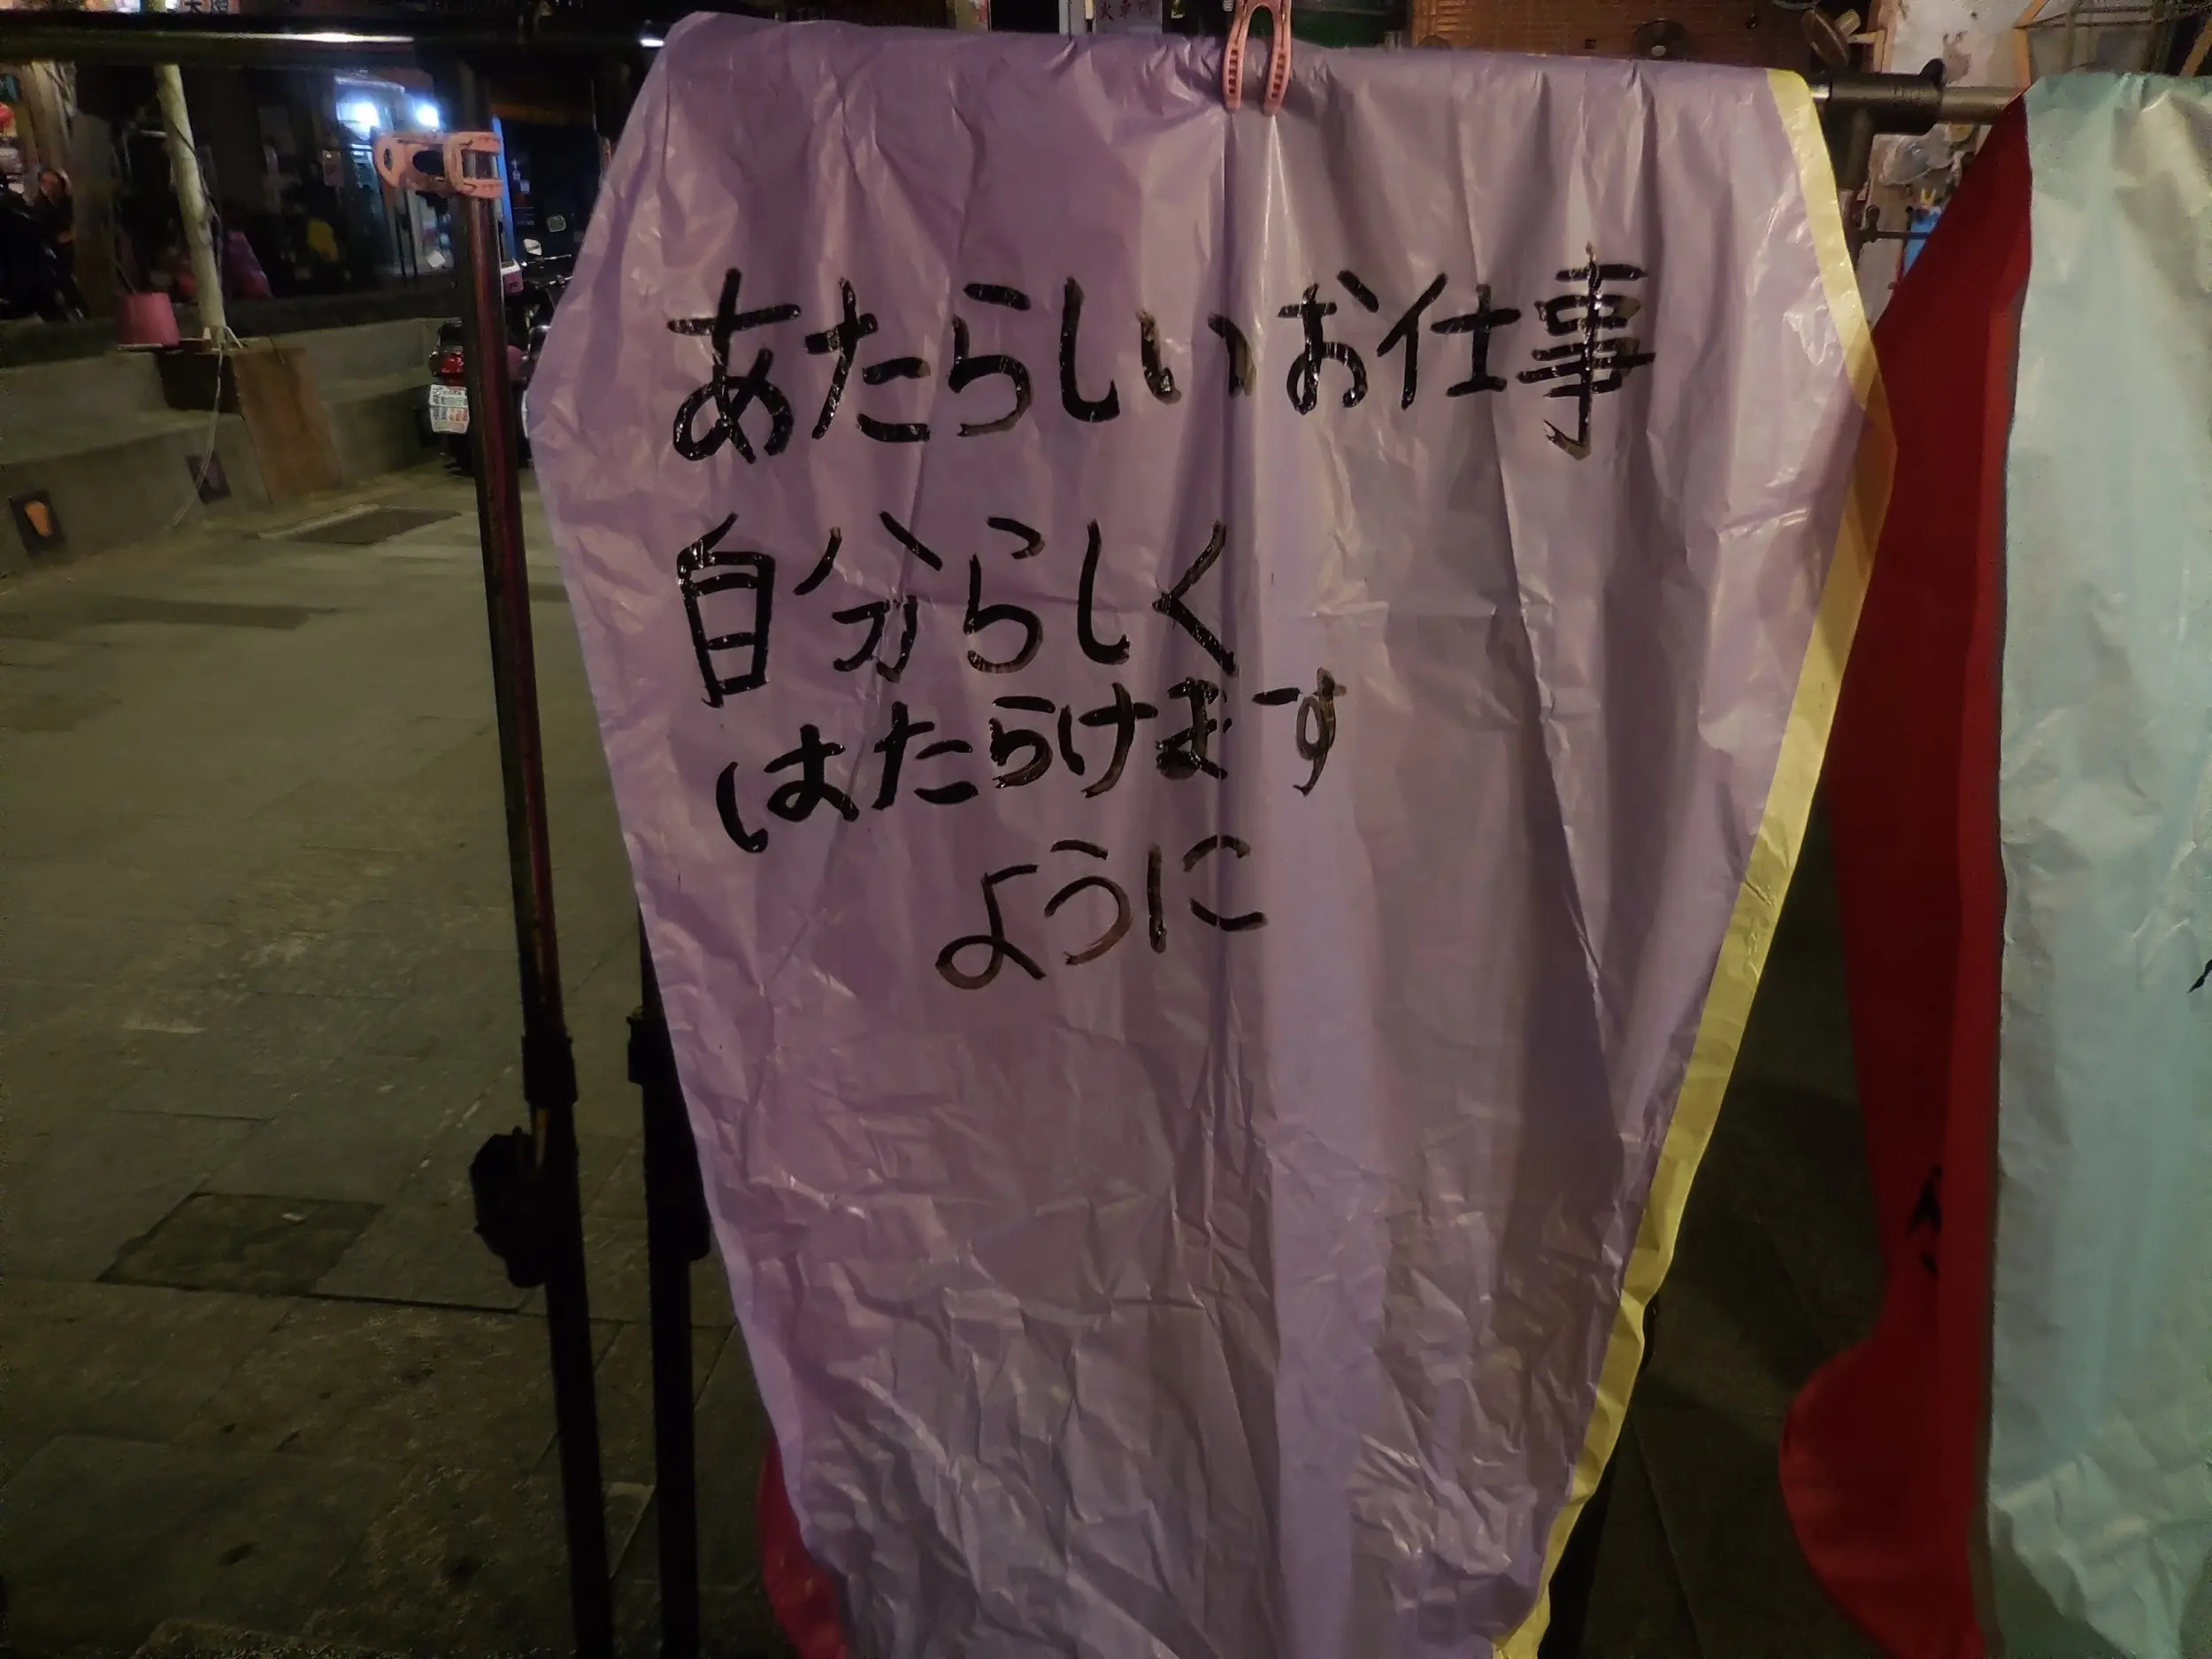 あたらしいお仕事
自分らしく
はたらけます
ように